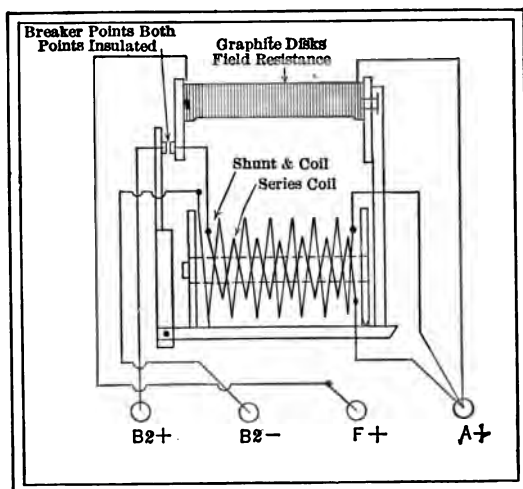 Breaker Points Both
Points Insulated
Graphite Disks
Field Resistance
Shunt & Coil
Series Coil
B2+
B2-
F+
A+